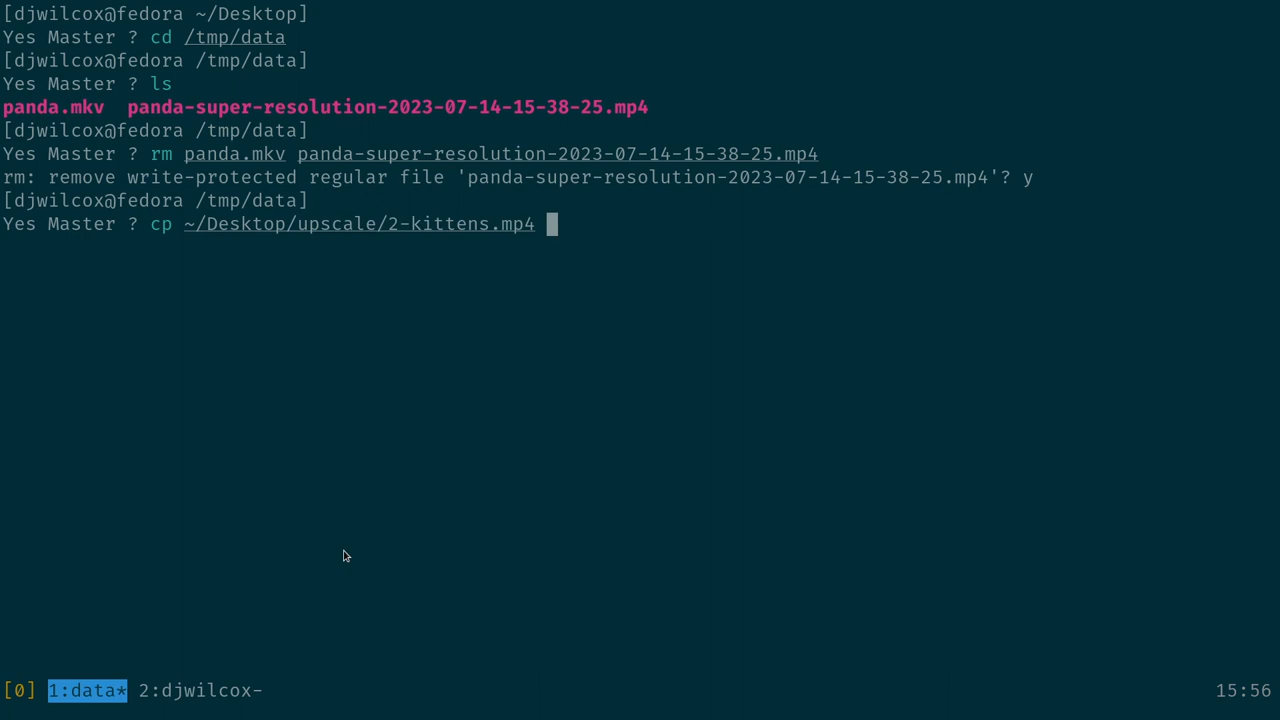 [djwilcox@fedora ~/Desktop]
Yes Master ? cd /tmp/data
[djwilcox@fedora /tmp/data]
Yes Master ? ls
panda.mkv  panda-super-resolution-2023-07-14-15-38-25.mp4
[djwilcox@fedora /tmp/data]
Yes Master ? rm panda.mkv panda-super-resolution-2023-07-14-15-38-25.mp4
rm: remove write-protected regular file 'panda-super-resolution-2023-07-14-15-38-25.mp4'? y
[djwilcox@fedora /tmp/data]
Yes Master ? cp ~/Desktop/upscale/2-kittens.mp4
[0] 1:data* 2:djwilcox- 15:56